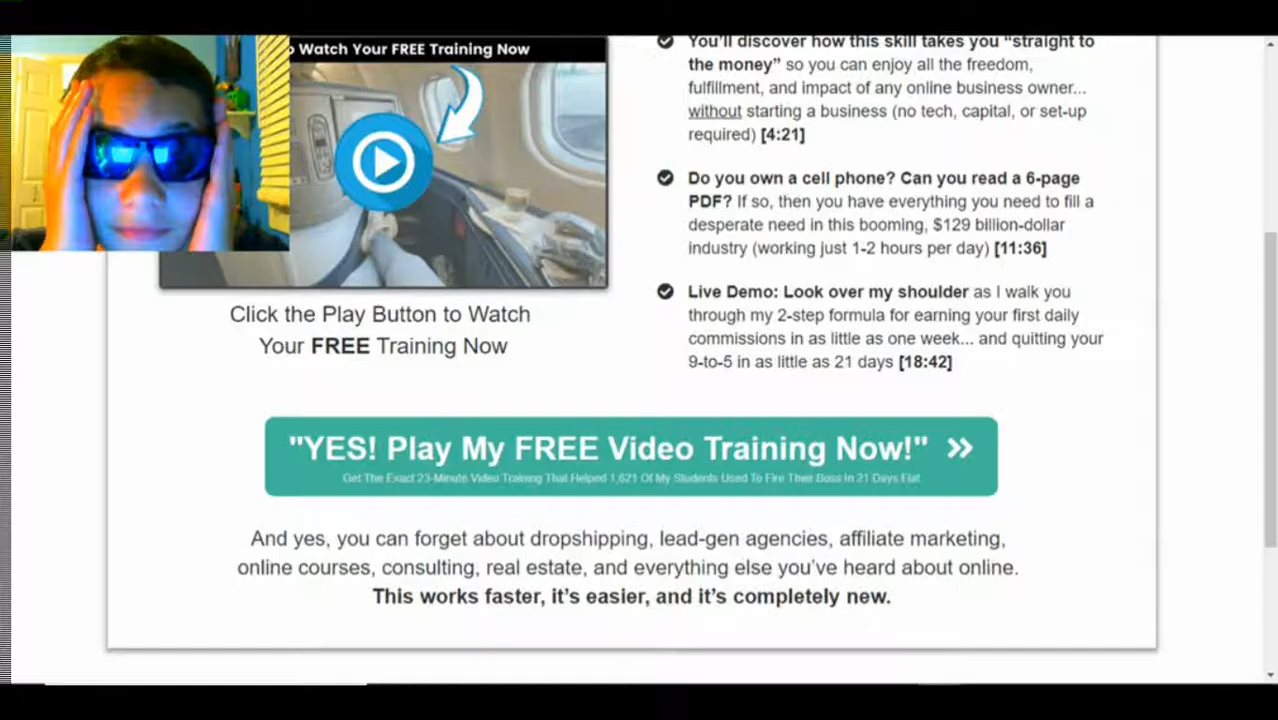 o Watch Your FREE Training Now
Click the Play Button to Watch
Your FREE Training Now
You’ll discover how this skill takes you “straight to
the money” so you can enjoy all the freedom,
fulfillment, and impact of any online business owner...
without starting a business (no tech, capital, or set-up
required) [4:21]
Do you own a cell phone? Can you read a 6-page
PDF? If so, then you have everything you need to fill a
desperate need in this booming, $129 billion-dollar
industry (working just 1-2 hours per day) [11:36]
Live Demo: Look over my shoulder as I walk you
through my 2-step formula for earning your first daily
commissions in as little as one week... and quitting your
9-to-5 in as little as 21 days [18:42]
"YES! Play My FREE Video Training Now!" »
Get The Exact 23-Minute Video Training That Helped 1,621 Of My Students Used To Fire Their Boss In 21 Days Flat
And yes, you can forget about dropshipping, lead-gen agencies, affiliate marketing,
online courses, consulting, real estate, and everything else you’ve heard about online.
This works faster, it’s easier, and it’s completely new.